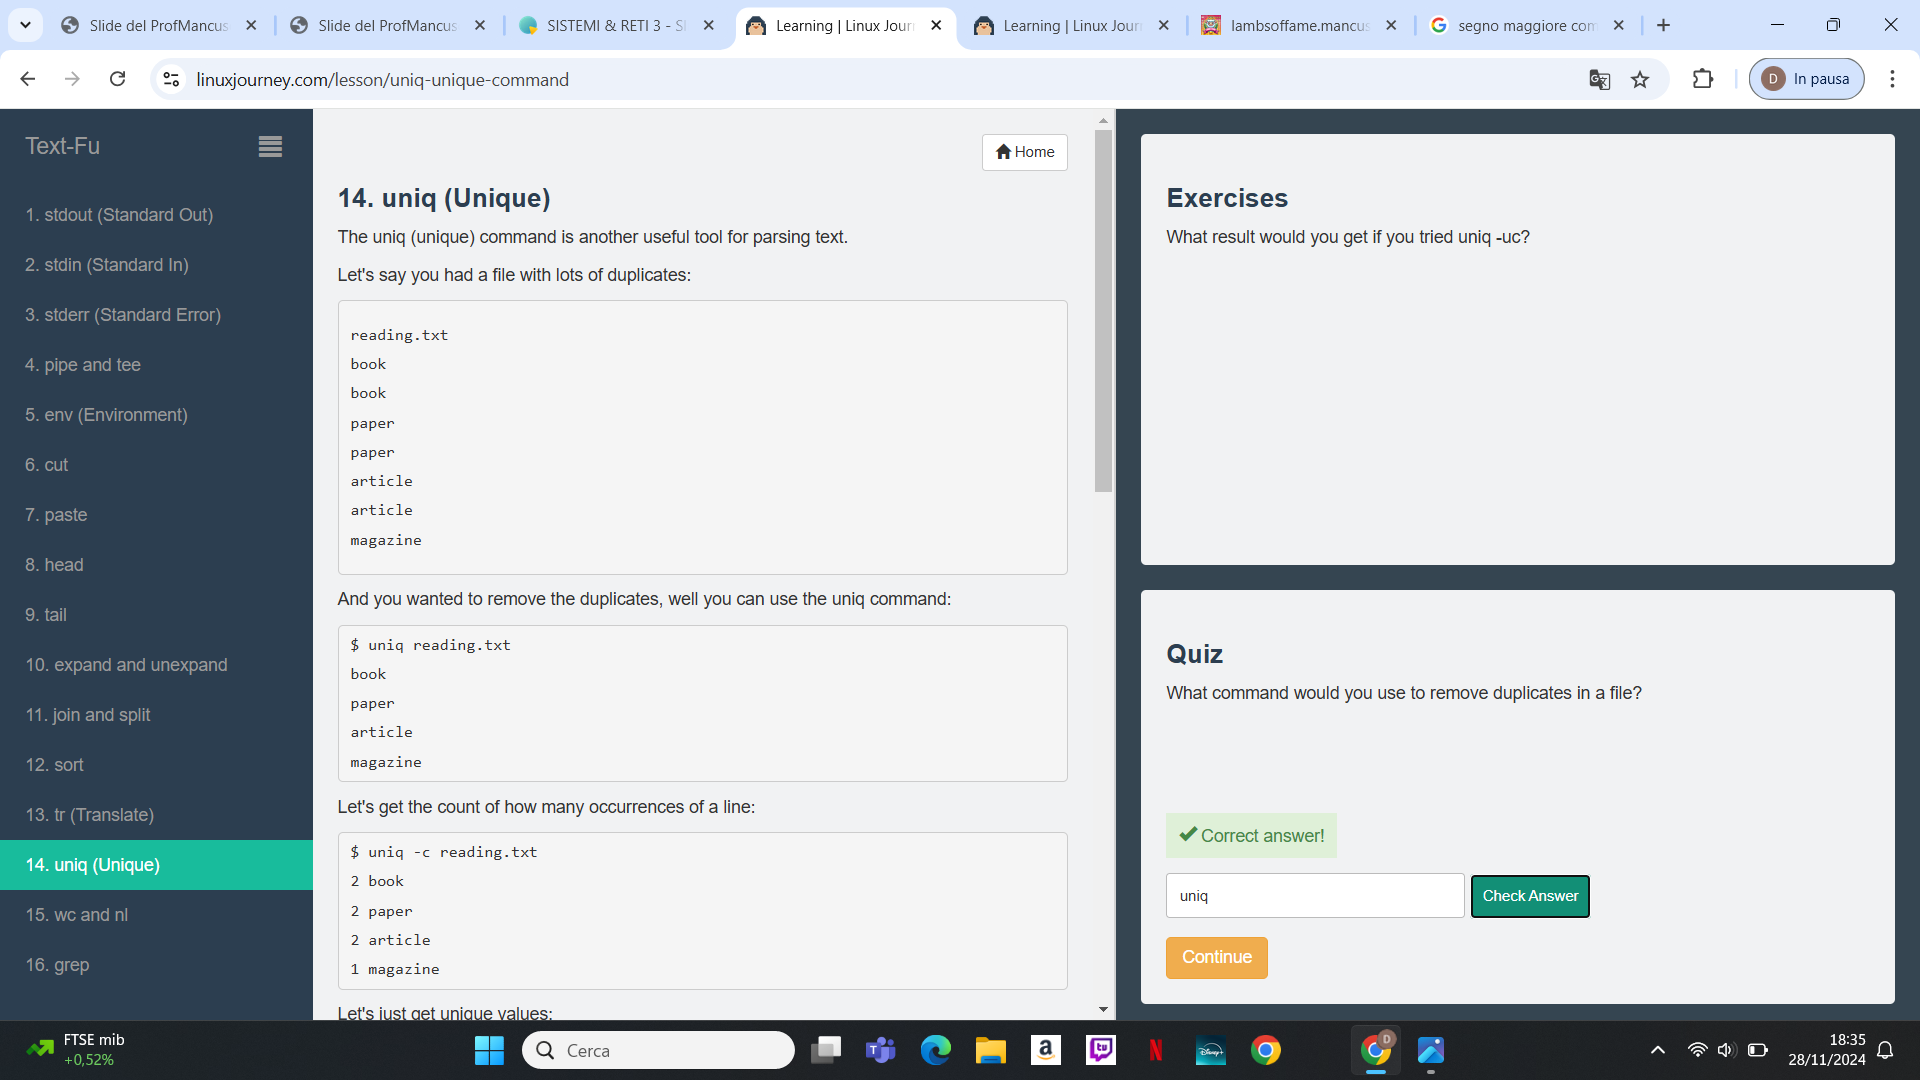 Slide del ProfMancus
Slide del ProfMancus
SISTEMI & RETI 3 - S
Learning | Linux Jour
Learning | Linux Jour
lambsoffame.mancus
segno maggiore com
linuxjourney.com/lesson/uniq-unique-command
D
In pausa
Text-Fu
1. stdout (Standard Out)
2. stdin (Standard In)
3. stderr (Standard Error)
4. pipe and tee
5. env (Environment)
6. cut
7. paste
8. head
9. tail
10. expand and unexpand
11. join and split
12. sort
13. tr (Translate)
14. uniq (Unique)
15. wc and nl
16. grep
Home
14. uniq (Unique)
The uniq (unique) command is another useful tool for parsing text.
Let's say you had a file with lots of duplicates:
reading.txt
book
book
paper
paper
article
article
magazine
And you wanted to remove the duplicates, well you can use the uniq command:
$ uniq reading.txt
book
paper
article
magazine
Let's get the count of how many occurrences of a line:
$ uniq -c reading.txt
2 book
2 paper
2 article
1 magazine
Let's just get unique values:
Exercises
What result would you get if you tried uniq -uc?
Quiz
What command would you use to remove duplicates in a file?
Correct answer!
uniq
Check Answer
Continue
FTSE mib
+0,52%
Cerca
18:35
28/11/2024